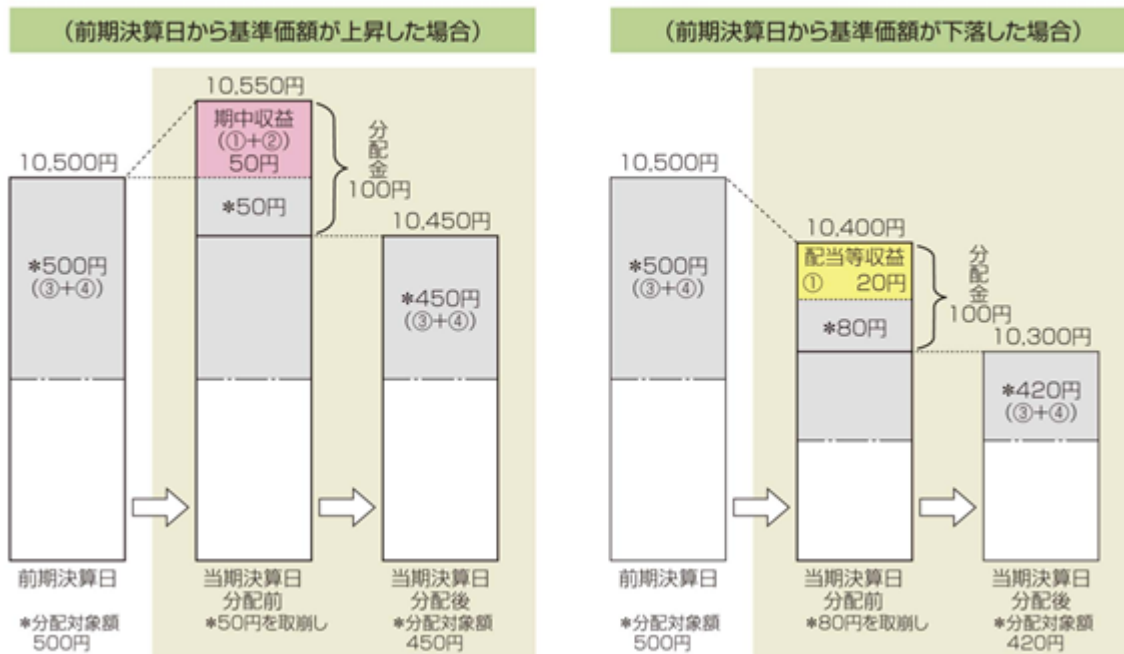 (前期決算日から基準価額が上昇した場合)
10,550円
期中収益
(①+②)
50円
*50円
分配金
100円
10,500円
*500円
(③+④)
10,450円
*450円
(③+④)
前期決算日
*分配対象額
500円
当期決算日
分配前
*50円を取崩し
当期決算日
分配後
*分配対象額
450円
(前期決算日から基準価額が下落した場合)
10,500円
*500円
(③+④)
10,400円
配当等収益
① 20円
*80円
分配金
100円
10,300円
*420円
(③+④)
前期決算日
*分配対象額
500円
当期決算日
分配前
*80円を取崩し
当期決算日
分配後
*分配対象額
420円